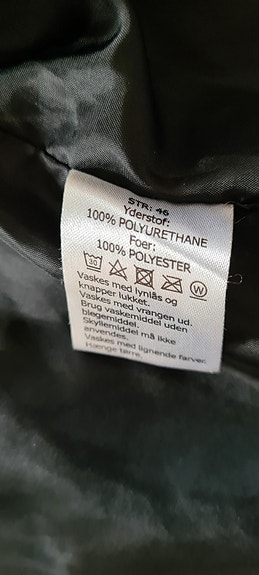 STR: 46
Yderstof:
100% POLYURETHANE
Foer:
100% POLYESTER
30 W
Vaskes med lynlås og
knapper lukket.
Vaskes med vrangen ud.
Brug vaskemiddel uden
blegemiddel.
Skyllemiddel må ikke
anvendes.
Vaskes med lignende farver.
Hænge tørre.